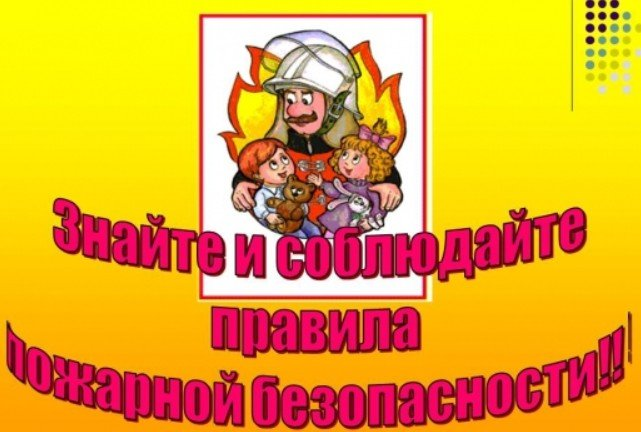 Знайте и соблюдайте
правила
пожарной безопасности!!!